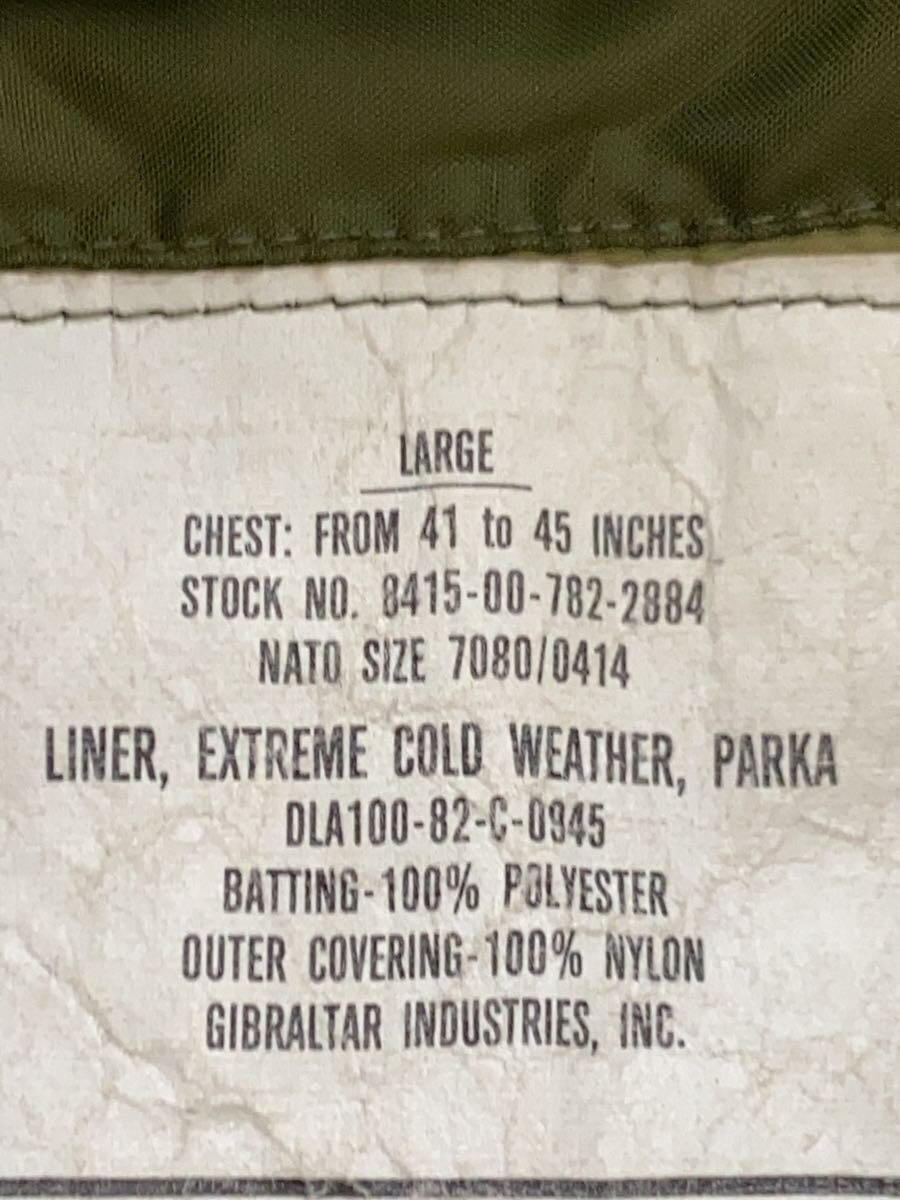 LARGE
CHEST: FROM 41 to 45 INCHES
STOCK NO. 8415-00-782-2884
NATO SIZE 7080/0414
LINER, EXTREME COLD WEATHER, PARKA
DLA100-82-C-0945
BATTING-100% POLYESTER
OUTER COVERING-100% NYLON
GIBRALTAR INDUSTRIES, INC.